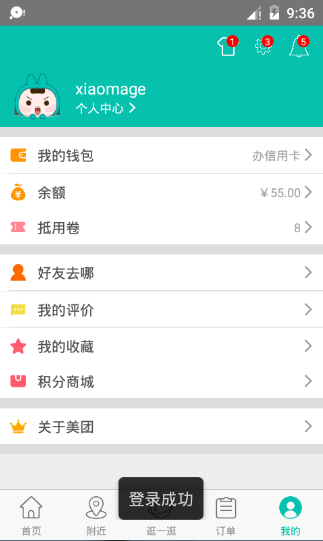 9:36
1
3
5
xiaomage
个人中心
我的钱包 办信用卡
余额 ￥55.00
抵用卷 8
好友去哪
我的评价
我的收藏
积分商城
关于美团
登录成功
首页 附近 逛一逛 订单 我的